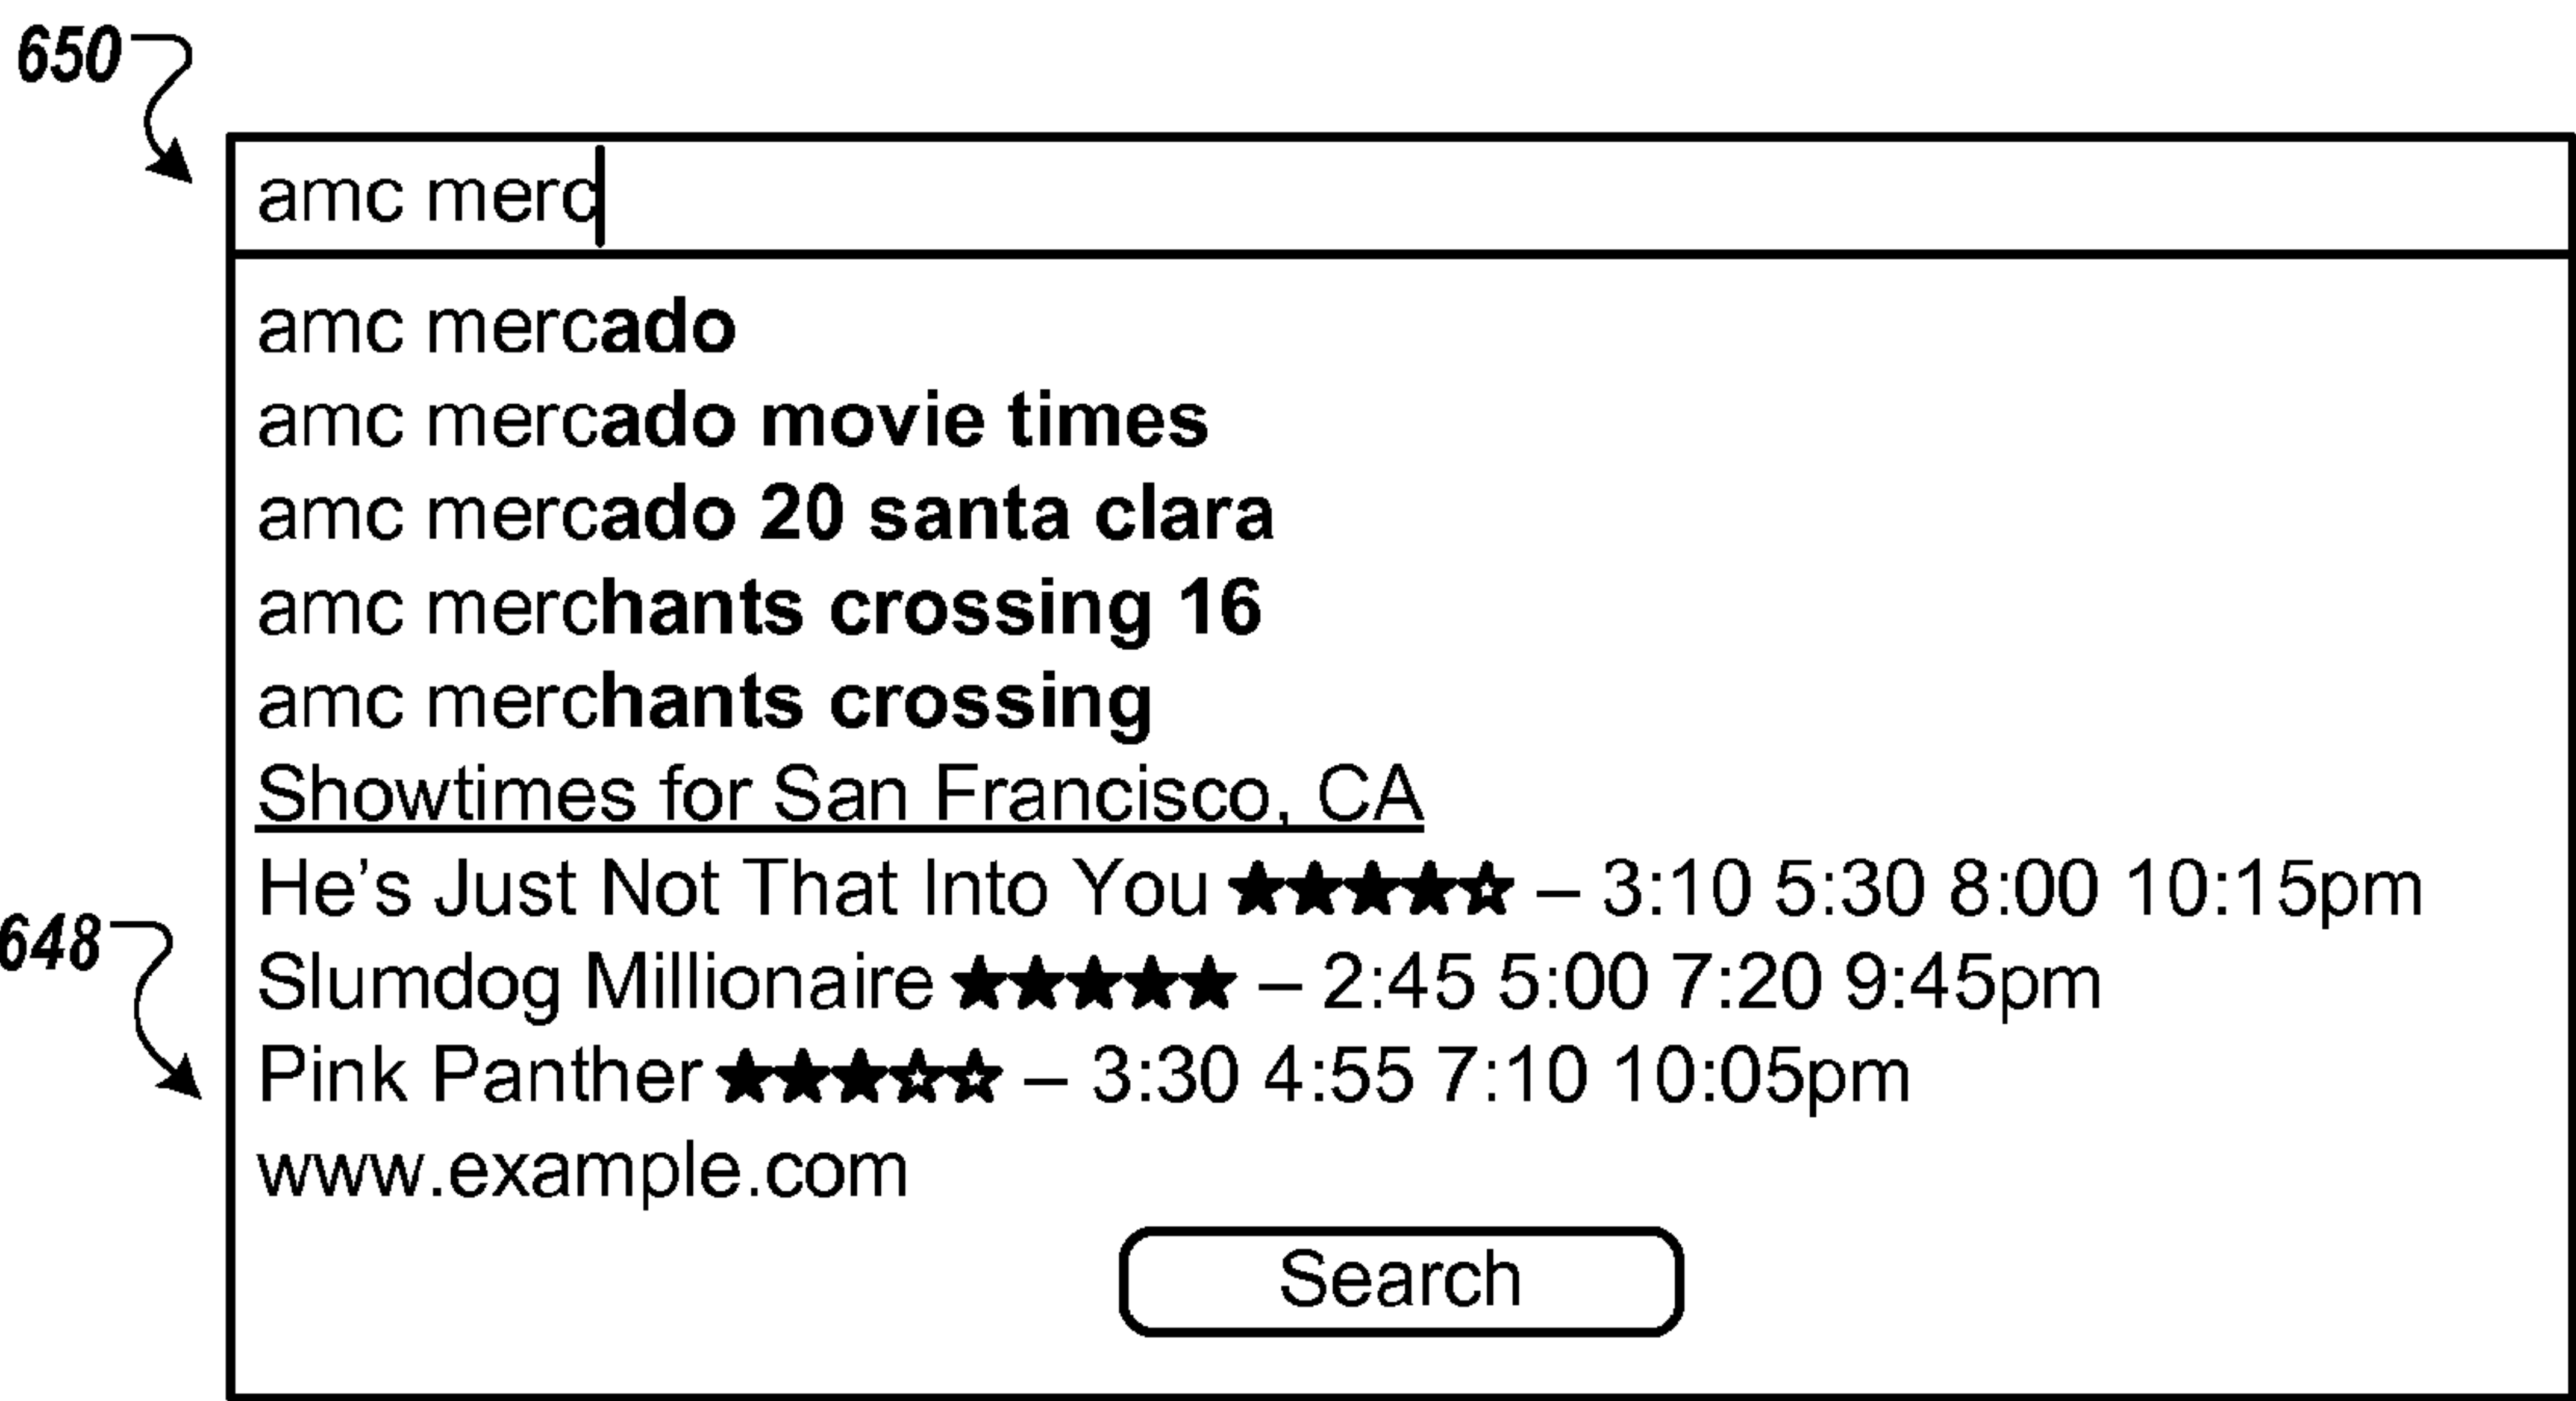 650
amc merc
amc mercado
amc mercado movie times
amc mercado 20 santa clara
amc merchants crossing 16
amc merchants crossing
Showtimes for San Francisco, CA
He's Just Not That Into You ★★★★☆ – 3:10 5:30 8:00 10:15pm
648
Slumdog Millionaire ★★★★★ – 2:45 5:00 7:20 9:45pm
Pink Panther ★★★☆☆ – 3:30 4:55 7:10 10:05pm
www.example.com
Search